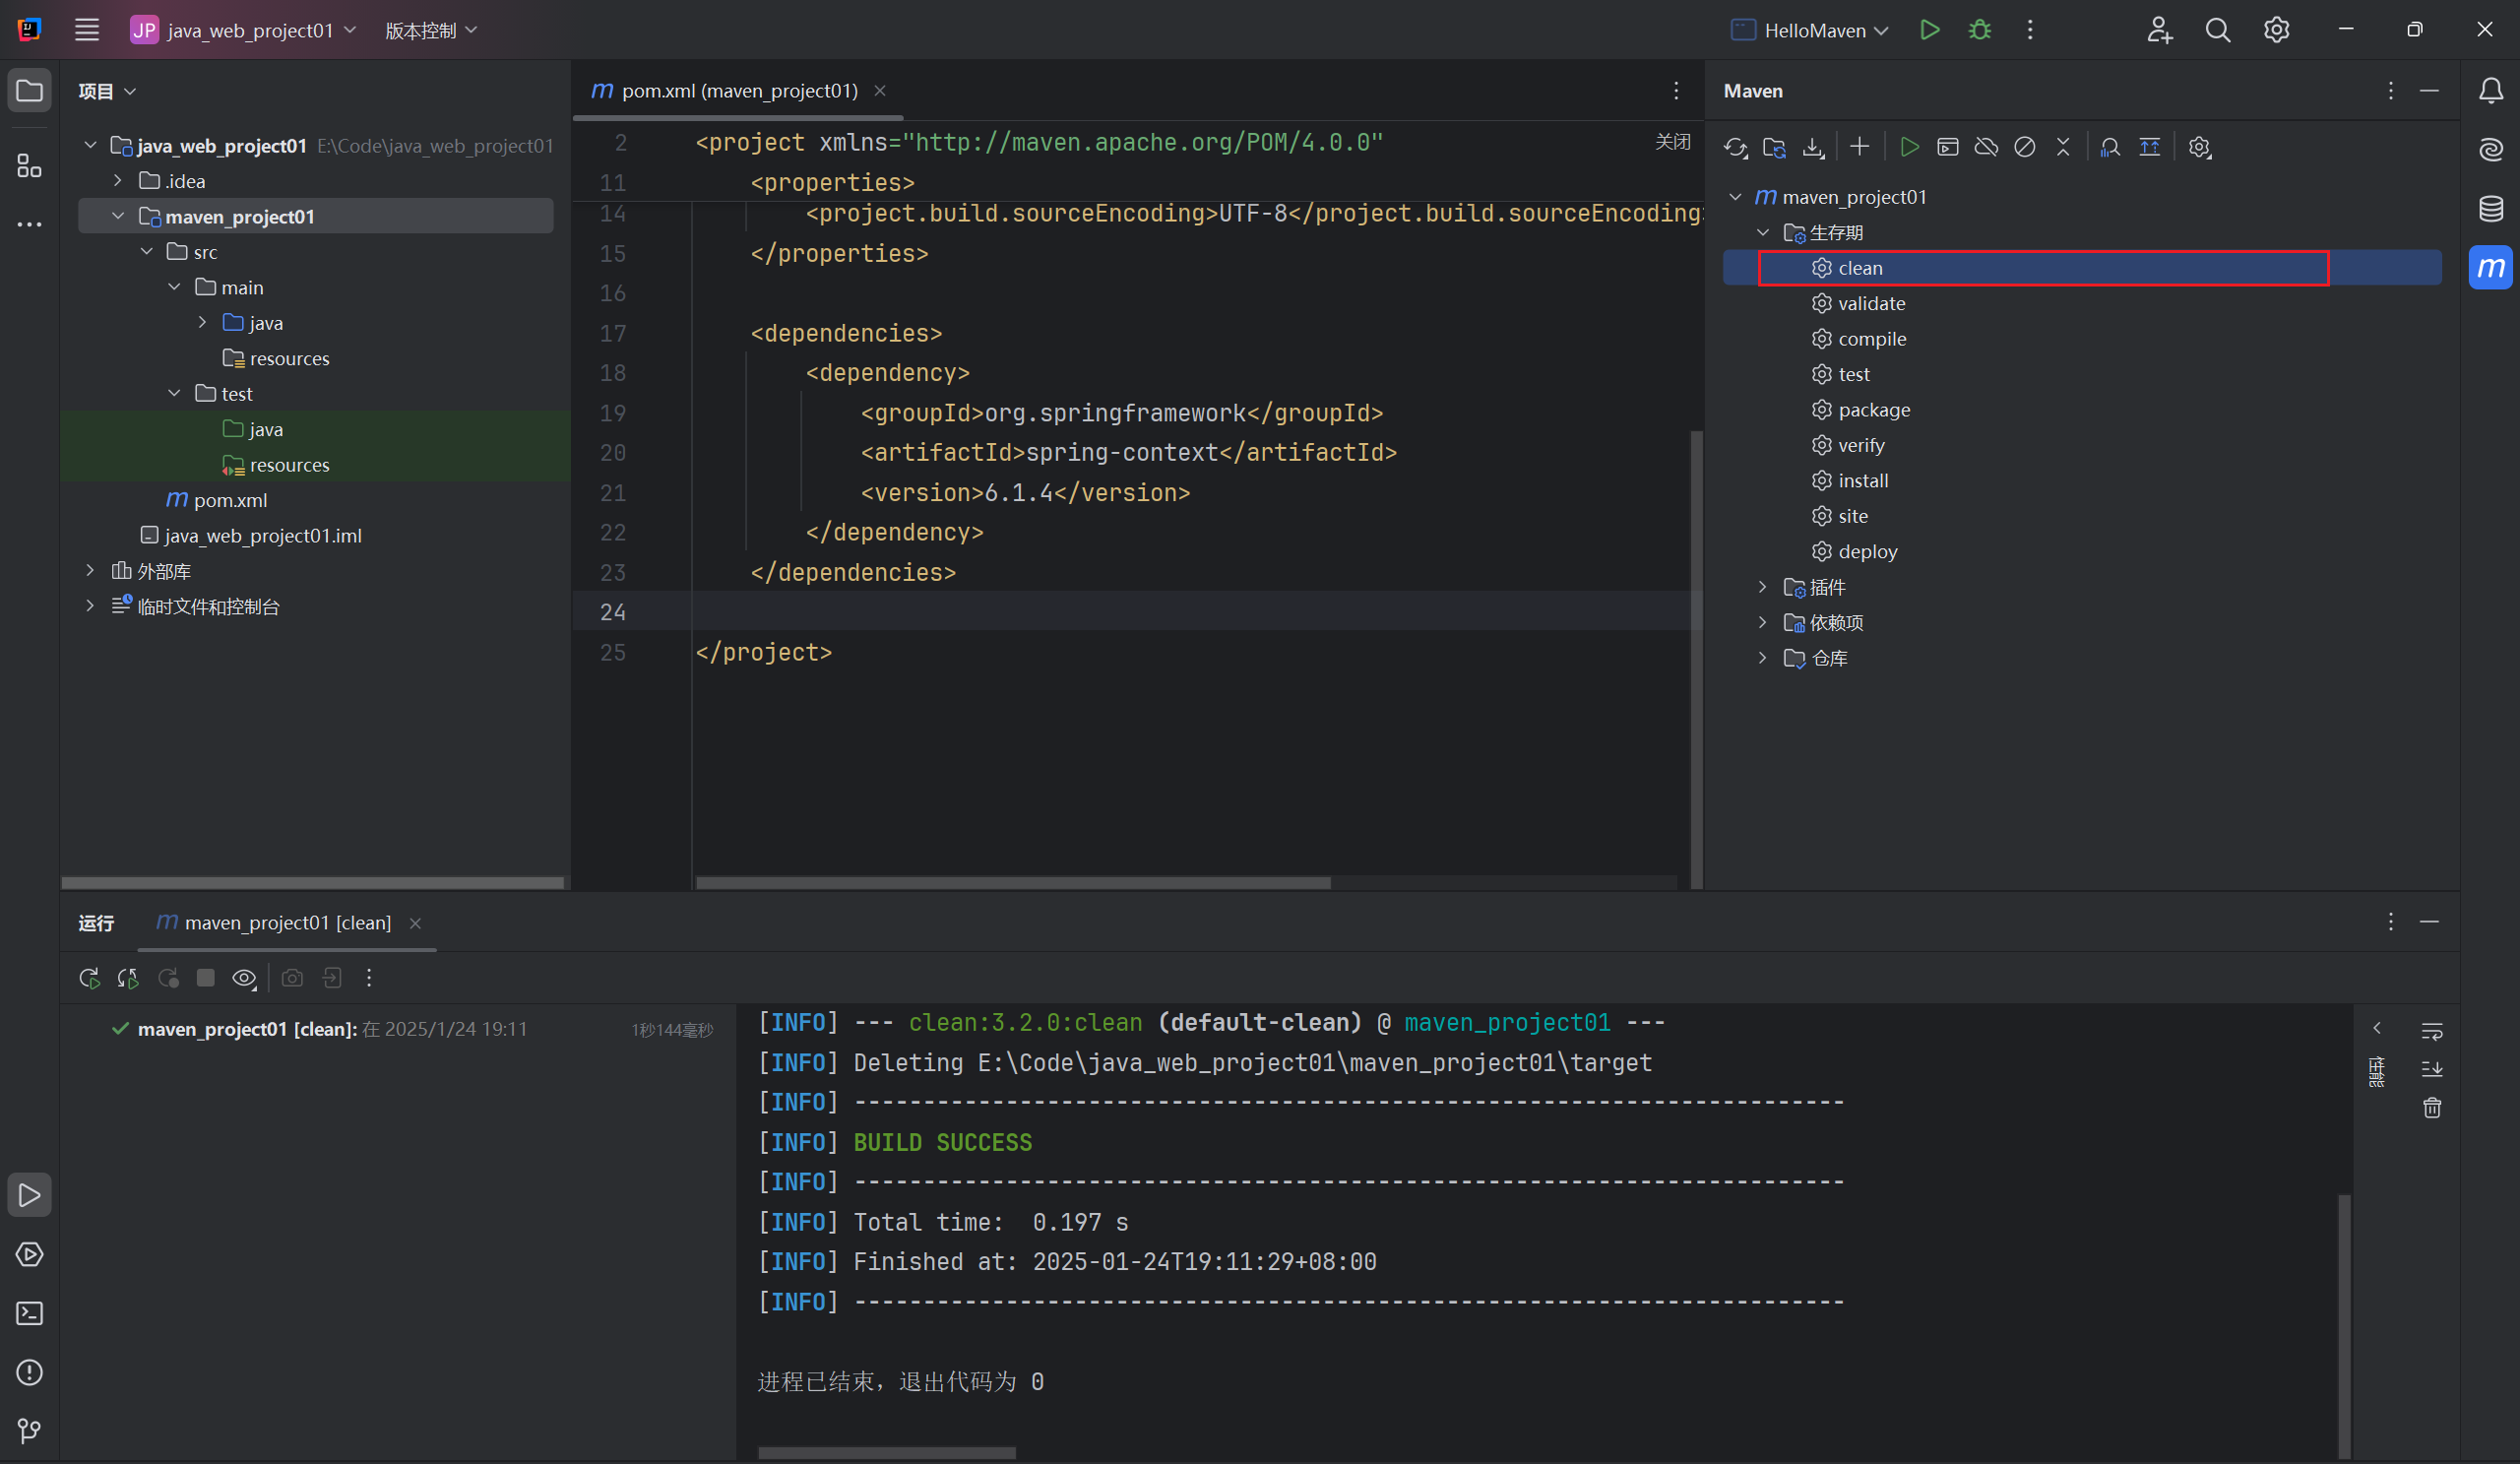 JP java_web_project01 版本控制 HelloMaven
项目
java_web_project01 E:\Code\java_web_project01
.idea
maven_project01
src
main
java
resources
test
java
resources
pom.xml
java_web_project01.iml
外部库
临时文件和控制台
pom.xml (maven_project01)
关闭
2 <project xmlns="http://maven.apache.org/POM/4.0.0"
11 <properties>
14 <project.build.sourceEncoding>UTF-8</project.build.sourceEncoding>
15 </properties>
16
17 <dependencies>
18 <dependency>
19 <groupId>org.springframework</groupId>
20 <artifactId>spring-context</artifactId>
21 <version>6.1.4</version>
22 </dependency>
23 </dependencies>
24
25 </project>
Maven
maven_project01
生存期
clean
validate
compile
test
package
verify
install
site
deploy
插件
依赖项
仓库
运行 maven_project01 [clean]
maven_project01 [clean]: 在 2025/1/24 19:11 1秒144毫秒
[INFO] --- clean:3.2.0:clean (default-clean) @ maven_project01 ---
[INFO] Deleting E:\Code\java_web_project01\maven_project01\target
[INFO] ------------------------------------------------------------------------
[INFO] BUILD SUCCESS
[INFO] ------------------------------------------------------------------------
[INFO] Total time:  0.197 s
[INFO] Finished at: 2025-01-24T19:11:29+08:00
[INFO] ------------------------------------------------------------------------
进程已结束，退出代码为 0
性能